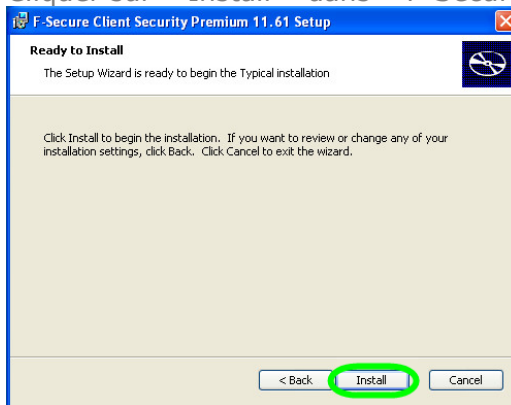 F-Secure Client Security Premium 11.61 Setup
Ready to Install
The Setup Wizard is ready to begin the Typical installation
Click Install to begin the installation. If you want to review or change any of your
installation settings, click Back. Click Cancel to exit the wizard.
< Back Install Cancel